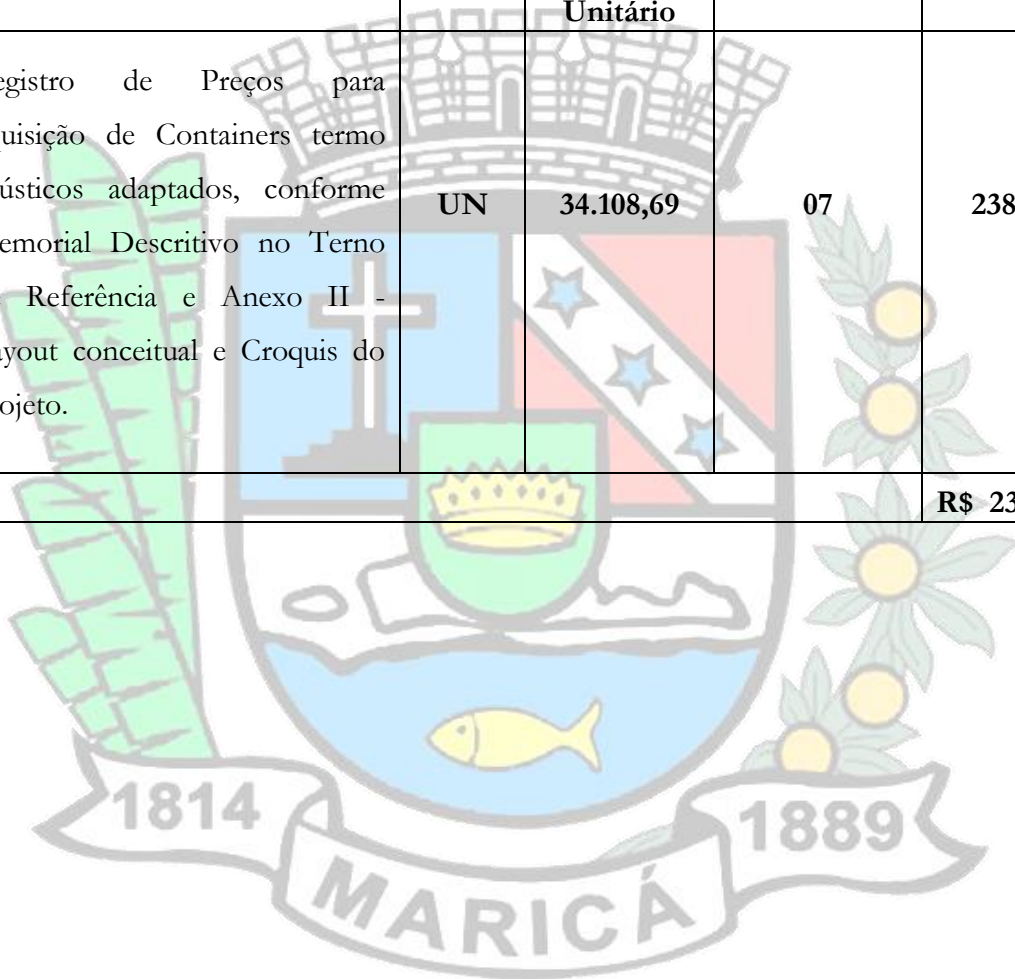 Unitário
egistro de Preços para
uisição de Containers termo
ústicos adaptados, conforme
emorial Descritivo no Terno
Referência e Anexo II -
ayout conceitual e Croquis do
ojeto.
UN 34.108,69 07 238
R$ 23
1814 1889
MARICÁ